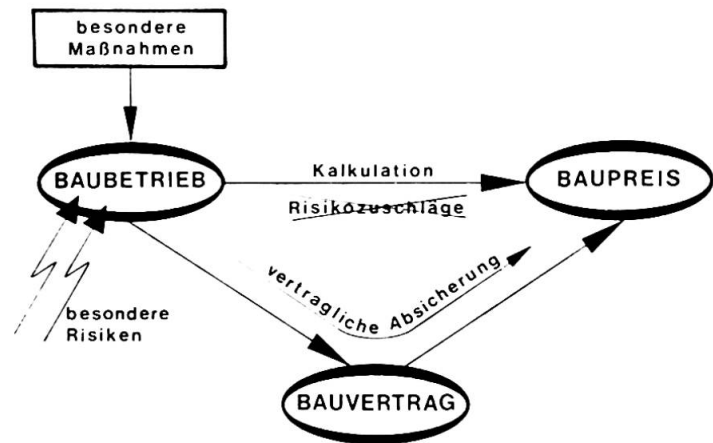 besondere
Maßnahmen
BAUBETRIEB
Kalkulation
Risikozuschläge
BAUPREIS
besondere
Risiken
vertragliche Absicherung
BAUVERTRAG